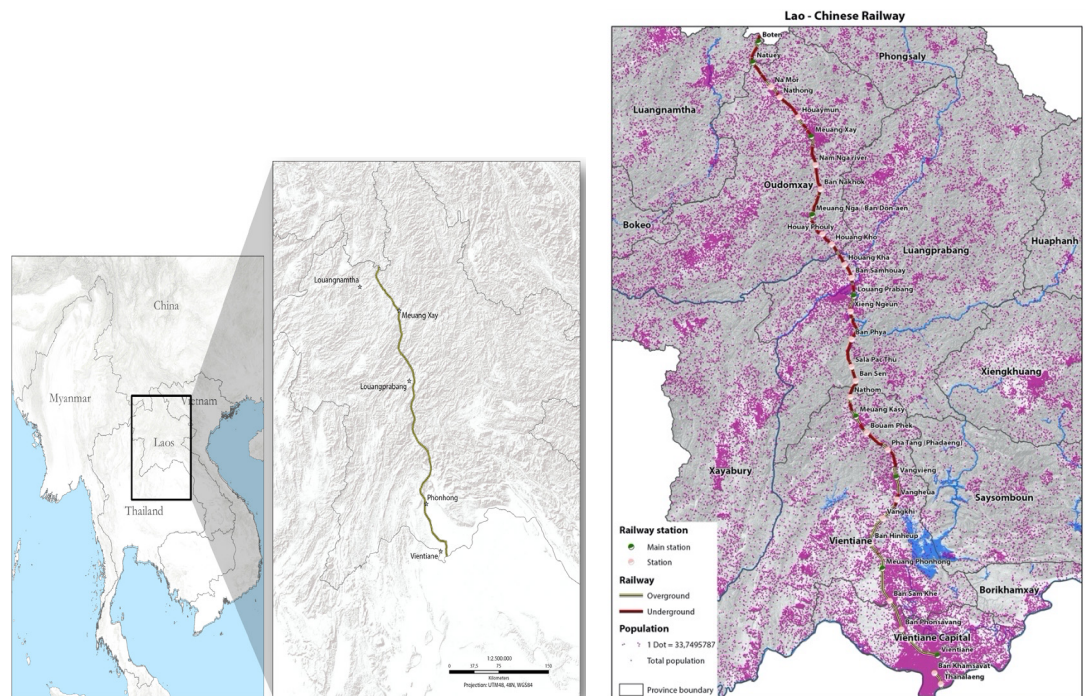 China
Myanmar
Vietnam
Laos
Thailand
Louangnamtha
Meuang Xay
Louangprabang
Phonhong
Vientiane
1:2.500.000
0 17.5 75 150
Kilometers
Projection: UTM48, 48N, WGS84
Lao - Chinese Railway
Boten
Phongsaly
Natuey
Na Mor
Nathong
Luangnamtha
Houaymun
Meuang Xay
Nam Nga river
Oudomxay
Ban Nakhok
Meuang Nga / Ban Don-aen
Bokeo
Houay Phouly
Houang Kho
Huaphanh
Luangprabang
Houang Kha
Ban Samhouay
Louang Prabang
Xieng Ngeun
Ban Phya
Sala Pac Thu
Xiengkhuang
Ban Sen
Nathom
Meuang Kasy
Bouam Phek
Pha Tang (Phadaeng)
Xayabury
Vangvieng
Vangheua
Saysomboun
Vangkhi
Ban Hinheup
Vientiane
Meuang Phonhong
Borikhamxay
Ban Sam Khe
Ban Phonsavang
Vientiane Capital
Vientiane
Ban Khamsavat
Thanalaeng
Railway station
Main station
Station
Railway
Overground
Underground
Population
1 Dot = 33,7495787
Total population
Province boundary